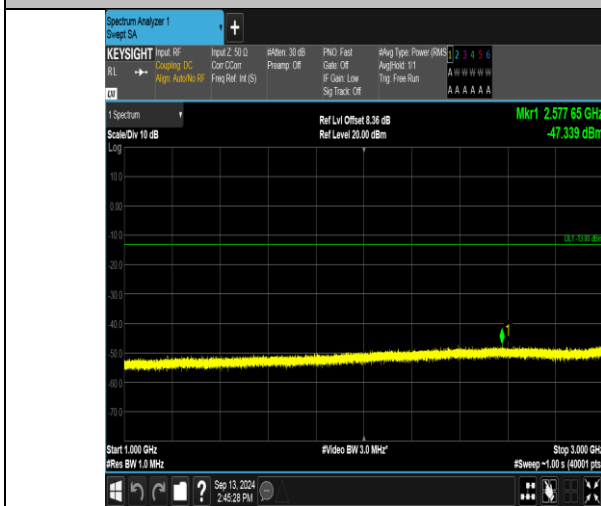 Spectrum Analyzer 1
Swept SA
+
KEYSIGHT Input: RF Input Z: 50 Ω #Atten: 30 dB PNO: Fast #Avg Type: Power (RMS 1 2 3 4 5 6
RL Coupling: DC Corr CCorr Preamp: Off Gate: Off Avg|Hold: 1/1 A W W W W W
Align: Auto/No RF Freq Ref: Int (S) IF Gain: Low Trig: Free Run
Sig Track: Off A A A A A A
1 Spectrum Ref Lvl Offset 8.36 dB Mkr1 2.577 65 GHz
Scale/Div 10 dB Ref Level 20.00 dBm -47.339 dBm
Log
10.0
0.00
-10.0
DL1 -13.00 dBm
-20.0
-30.0
-40.0
1
-50.0
-60.0
-70.0
Start 1.000 GHz #Video BW 3.0 MHz* Stop 3.000 GHz
#Res BW 1.0 MHz #Sweep ~1.00 s (40001 pts
? Sep 13, 2024
2:45:28 PM